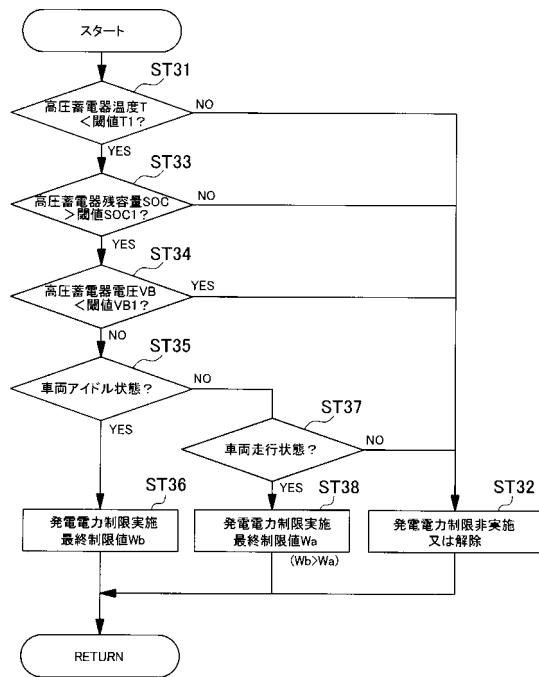 スタート
ST31
高圧蓄電器温度T
<閾値T1?
NO
YES
ST33
高圧蓄電器残容量SOC
>閾値SOC1?
NO
YES
ST34
高圧蓄電器電圧VB
<閾値VB1?
YES
NO
ST35
車両アイドル状態?
NO
YES
ST37
車両走行状態?
NO
YES
ST36
発電電力制限実施
最終制限値Wb
ST38
発電電力制限実施
最終制限値Wa
(Wb>Wa)
ST32
発電電力制限非実施
又は解除
RETURN